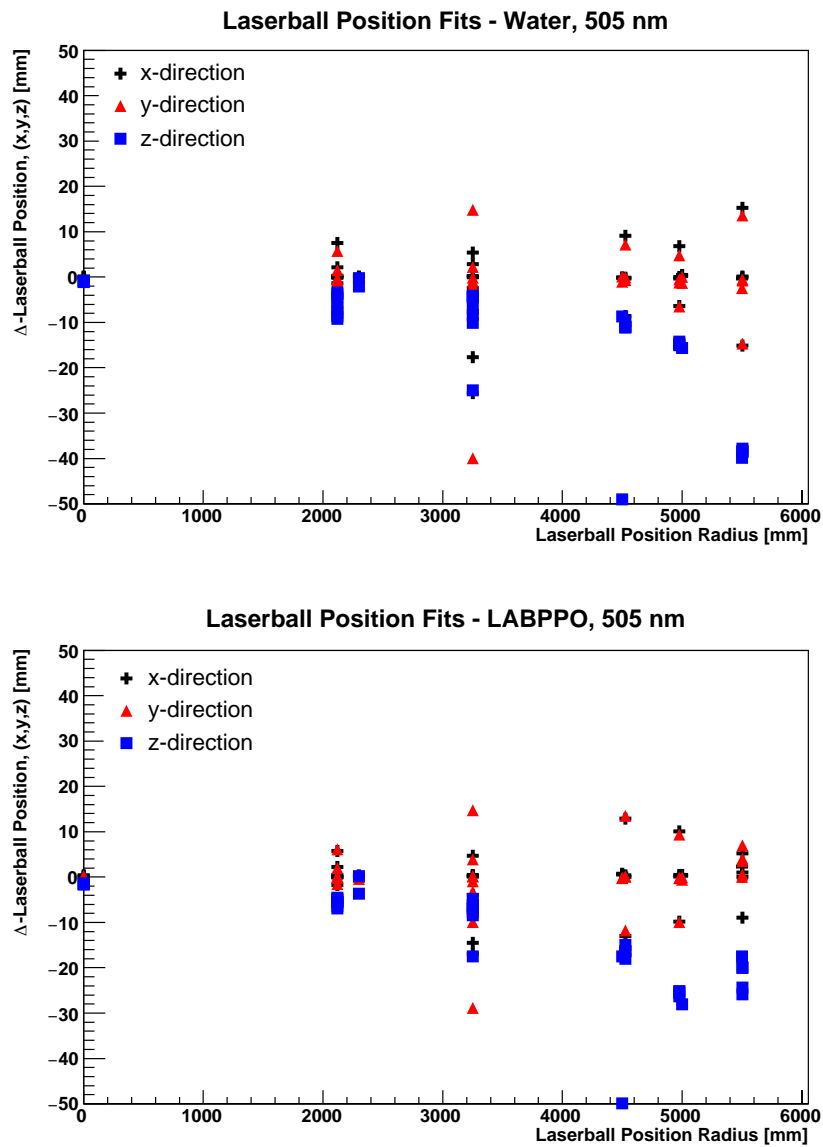 Laserball Position Fits - Water, 505 nm
Δ-Laserball Position, (x,y,z) [mm]
50
40
30
20
10
0
−10
−20
−30
−40
−50
x-direction
y-direction
z-direction
0 1000 2000 3000 4000 5000 6000
Laserball Position Radius [mm]
Laserball Position Fits - LABPPO, 505 nm
Δ-Laserball Position, (x,y,z) [mm]
50
40
30
20
10
0
−10
−20
−30
−40
−50
x-direction
y-direction
z-direction
0 1000 2000 3000 4000 5000 6000
Laserball Position Radius [mm]